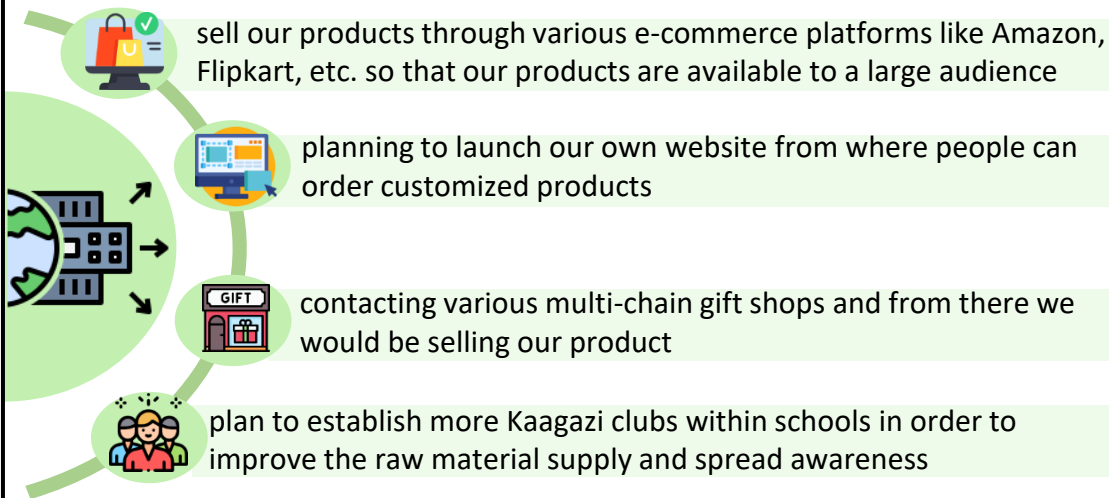 sell our products through various e-commerce platforms like Amazon,
Flipkart, etc. so that our products are available to a large audience
planning to launch our own website from where people can
order customized products
GIFT
contacting various multi-chain gift shops and from there we
would be selling our product
plan to establish more Kaagazi clubs within schools in order to
improve the raw material supply and spread awareness